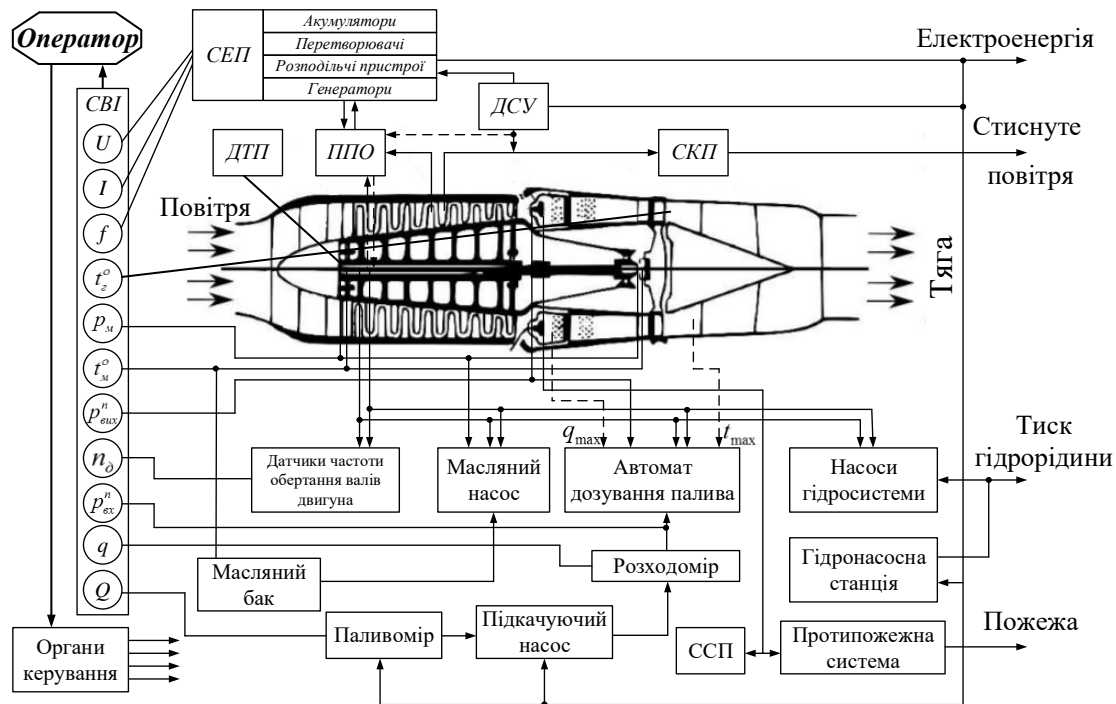 Оператор
СВІ
U
I
f
t°г
pм
t°м
pⁿвих
nд
pⁿвх
q
Q
Органи
керування
СЕП
Акумулятори
Перетворювачі
Розподільчі пристрої
Генератори
ДТП
ППО
ДСУ
СКП
Електроенергія
Стиснуте
повітря
Повітря
Тяга
qmax
tmax
Датчики частоти
обертання валів
двигуна
Масляний
насос
Автомат
дозування палива
Насоси
гідросистеми
Тиск
гідрорідини
Масляний
бак
Розходомір
Гідронасосна
станція
Паливомір
Підкачуючий
насос
ССП
Протипожежна
система
Пожежа